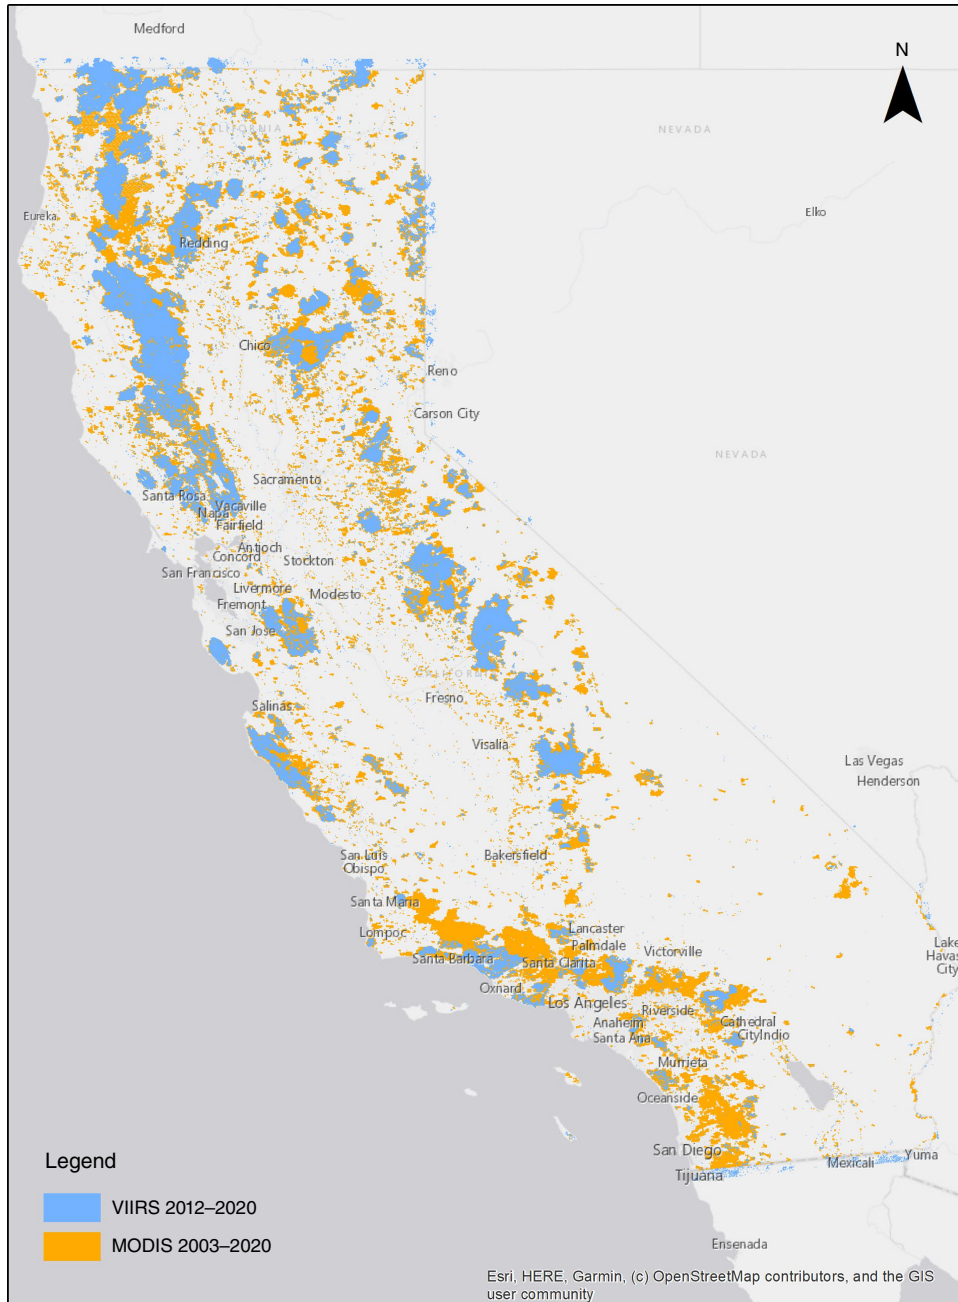 Medford
N
CALIFORNIA
NEVADA
Eureka
Elko
Redding
Chico
Reno
Carson City
NEVADA
Sacramento
Santa Rosa
Vacaville
Napa
Fairfield
Antioch
Concord
Stockton
San Francisco
Livermore
Modesto
Fremont
San Jose
CALIFORNIA
Fresno
Salinas
Visalia
Las Vegas
Henderson
San Luis
Obispo
Bakersfield
Santa Maria
Lompoc
Lancaster
Palmdale
Victorville
Lake
Havas
City
Santa Barbara
Santa Clarita
Oxnard
Los Angeles
Riverside
Anaheim
Cathedral
City
Indio
Santa Ana
Murrieta
Oceanside
San Diego
Yuma
Mexicali
Tijuana
Legend
VIIRS 2012–2020
MODIS 2003–2020
Ensenada
Esri, HERE, Garmin, (c) OpenStreetMap contributors, and the GIS
user community